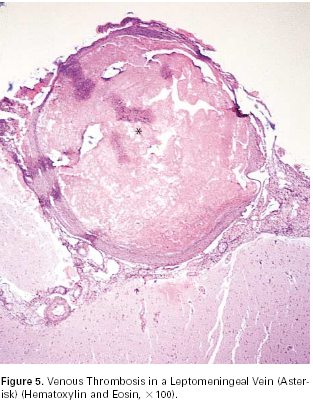 *
Figure 5. Venous Thrombosis in a Leptomeningeal Vein (Aster-
isk) (Hematoxylin and Eosin, ×100).